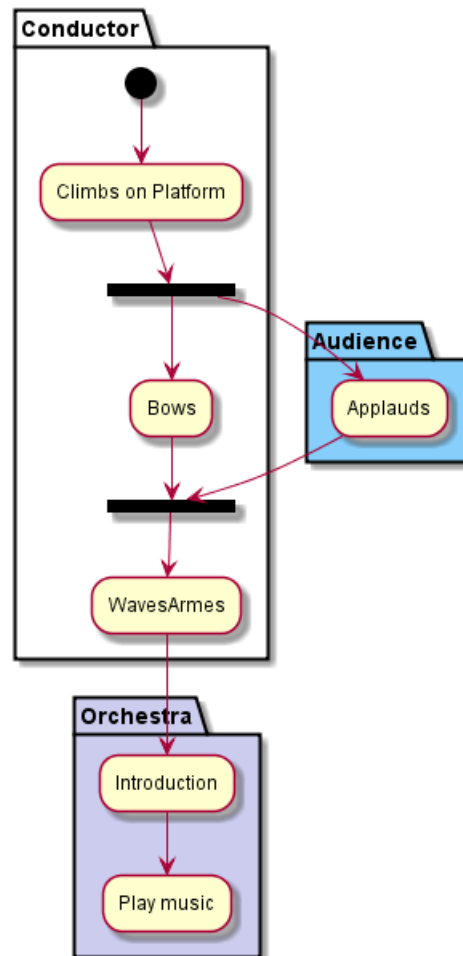 Conductor
Climbs on Platform
Audience
Bows
Applauds
WavesArmes
Orchestra
Introduction
Play music